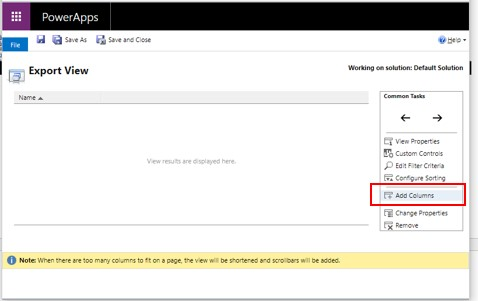 PowerApps
File
Save As
Save and Close
Help
Export View
Working on solution: Default Solution
Name
View results are displayed here.
Common Tasks
View Properties
Custom Controls
Edit Filter Criteria
Configure Sorting
Add Columns
Change Properties
Remove
Note: When there are too many columns to fit on a page, the view will be shortened and scrollbars will be added.